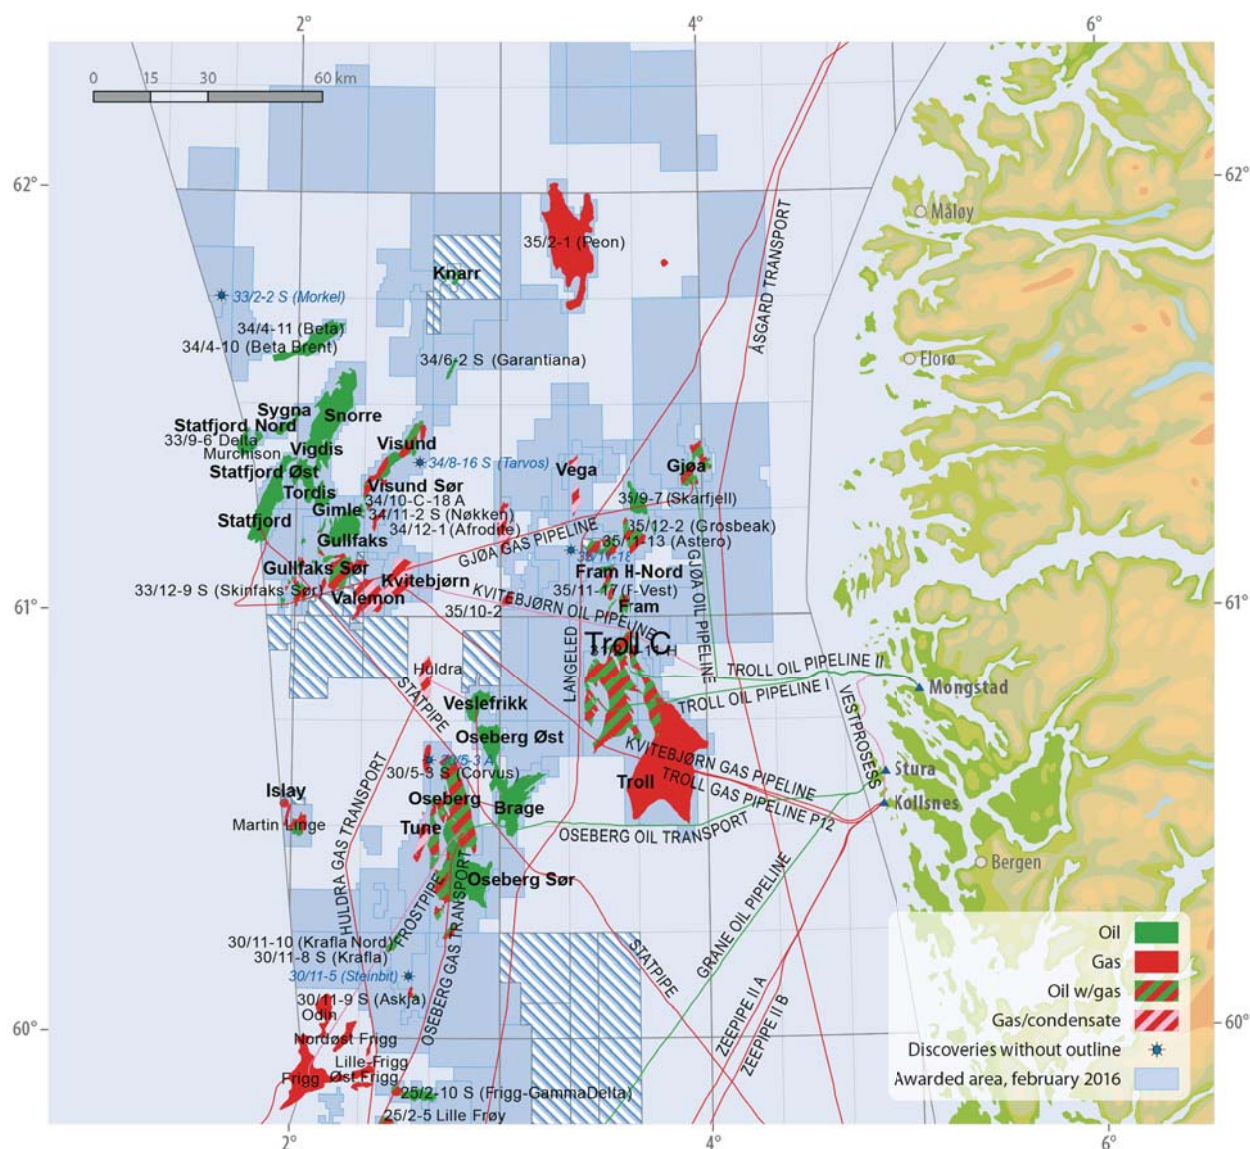 2°
4°
6°
0
15
30
60 km
62°
62°
Måløy
35/2-1 (Peon)
ÅSGARD TRANSPORT
Knarr
33/2-2 S (Morkel)
34/4-11 (Beta)
34/4-10 (Beta Brent)
34/6-2 S (Garantiana)
Florø
Sygna
Snorre
Statfjord Nord
33/9-6 Delta
Murchison
Vigdis
Visund
34/8-16 S (Tarvos)
Statfjord Øst
Vega
Gjøa
Tordis
Visund Sør
34/10-C-18 A
35/9-7 (Skarfjell)
Gimle
34/11-2 S (Nøkken)
Statfjord
34/12-1 (Afrodite)
35/12-2 (Grosbeak)
Gullfaks
35/11-13 (Astero)
GJØA GAS PIPELINE
35/11-18
GJØA OIL PIPELINE
Gullfaks Sør
Kvitebjørn
Fram H-Nord
33/12-9 S (Skinfaks Sør)
Valemon
KVITEBJØRN OIL PIPELINE
35/11-17 (F-Vest)
61°
61°
35/10-2
Fram
Troll C
Huldra
LANGELED
TROLL OIL PIPELINE II
STATPIPE
TROLL OIL PIPELINE I
VESTPROSESS
Mongstad
Veslefrikk
Oseberg Øst
KVITEBJØRN GAS PIPELINE
30/5-3 A
30/5-3 S (Corvus)
Troll
TROLL GAS PIPELINE P12
Stura
Islay
HULDRA GAS TRANSPORT
Oseberg
Brage
Kollsnes
Martin Linge
Tune
OSEBERG OIL TRANSPORT
Bergen
Oseberg Sør
FROSTPIPE
OSEBERG GAS TRANSPORT
GRANE OIL PIPELINE
30/11-10 (Krafla Nord)
30/11-8 S (Krafla)
STATPIPE
30/11-5 (Steinbit)
30/11-9 S (Askja)
Odin
60°
60°
Nordøst Frigg
ZEEPIPE II A
ZEEPIPE II B
Lille-Frigg
Frigg
Øst Frigg
25/2-10 S (Frigg-GammaDelta)
25/2-5 Lille Frøy
Oil
Gas
Oil w/gas
Gas/condensate
Discoveries without outline
Awarded area, february 2016
2°
4°
6°